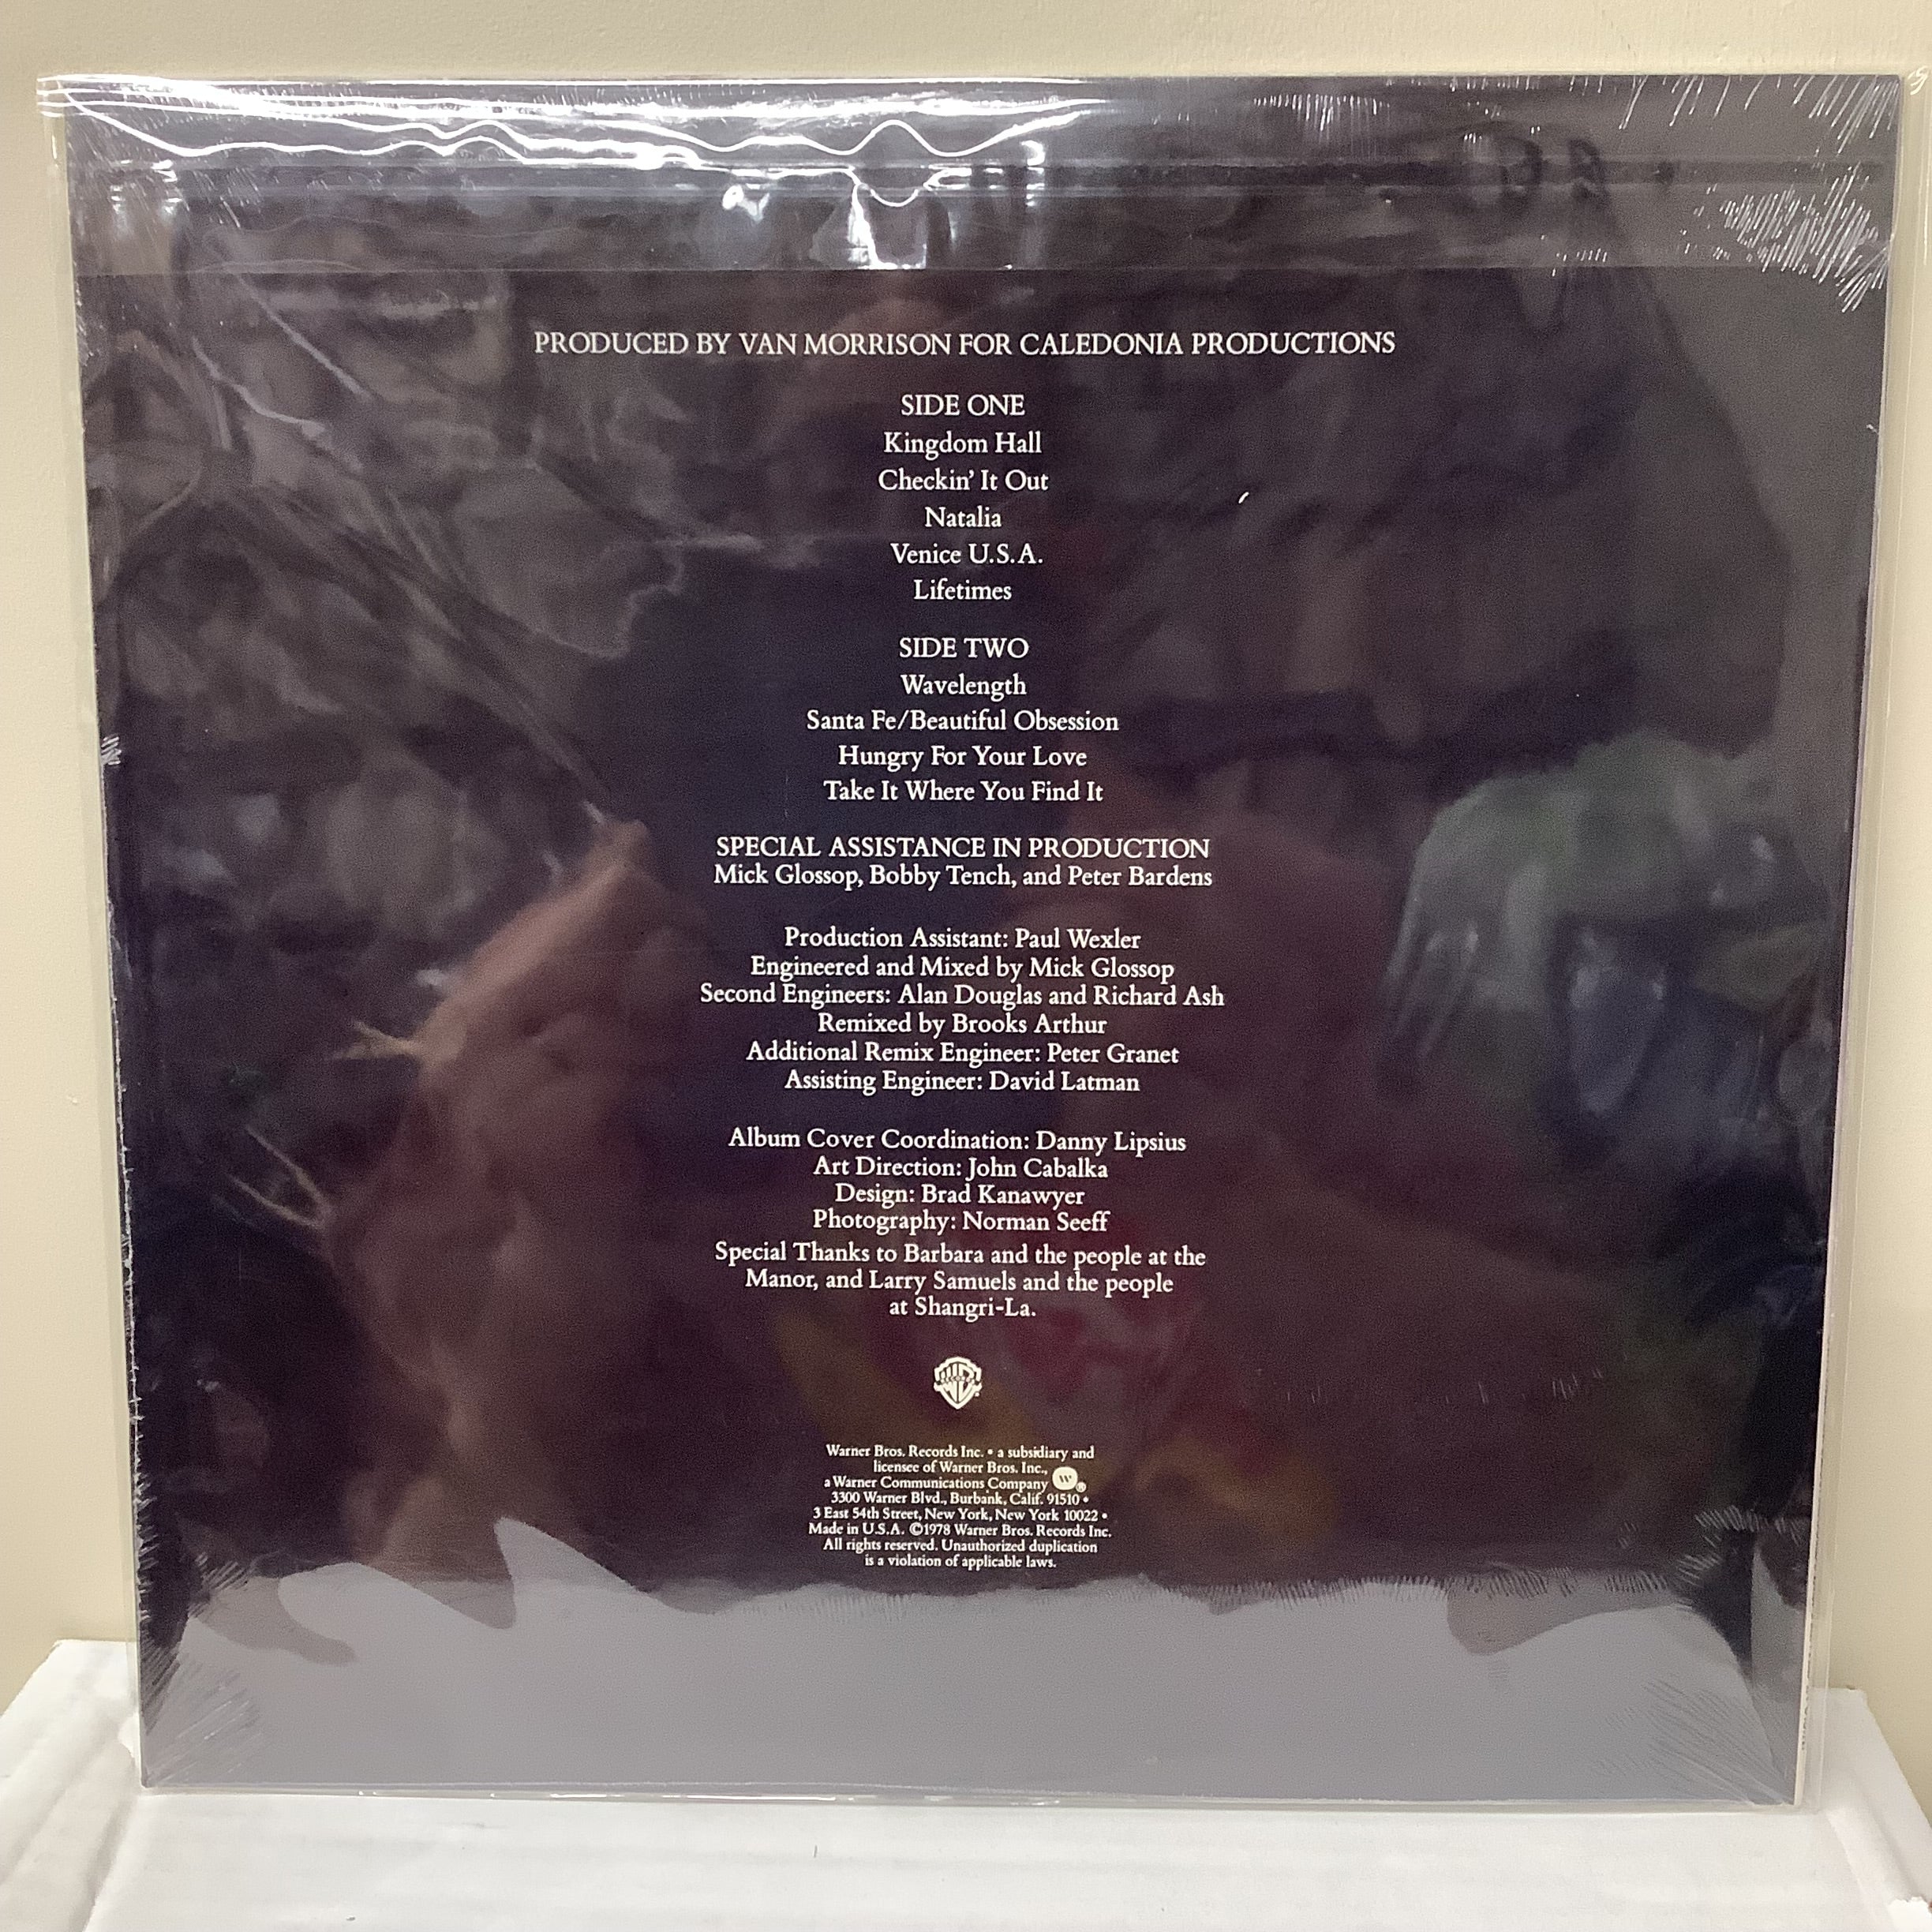 PRODUCED BY VAN MORRISON FOR CALEDONIA PRODUCTIONS
SIDE ONE
Kingdom Hall
Checkin' It Out
Natalia
Venice U.S.A.
Lifetimes
SIDE TWO
Wavelength
Santa Fe/Beautiful Obsession
Hungry For Your Love
Take It Where You Find It
SPECIAL ASSISTANCE IN PRODUCTION
Mick Glossop, Bobby Tench, and Peter Bardens
Production Assistant: Paul Wexler
Engineered and Mixed by Mick Glossop
Second Engineers: Alan Douglas and Richard Ash
Remixed by Brooks Arthur
Additional Remix Engineer: Peter Granet
Assisting Engineer: David Latman
Album Cover Coordination: Danny Lipsius
Art Direction: John Cabalka
Design: Brad Kanawyer
Photography: Norman Seeff
Special Thanks to Barbara and the people at the
Manor, and Larry Samuels and the people
at Shangri-La.
Warner Bros. Records Inc. • a subsidiary and
licensee of Warner Bros. Inc.,
a Warner Communications Company W ®
3300 Warner Blvd., Burbank, Calif. 91510 •
3 East 54th Street, New York, New York 10022 •
Made in U.S.A. ©1978 Warner Bros. Records Inc.
All rights reserved. Unauthorized duplication
is a violation of applicable laws.